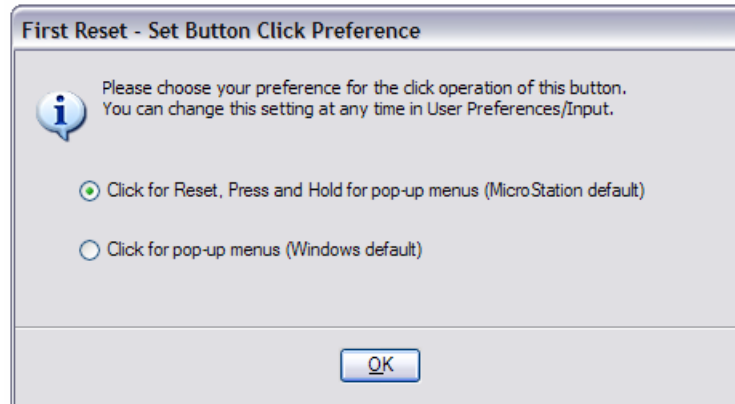 First Reset - Set Button Click Preference
Please choose your preference for the click operation of this button.
You can change this setting at any time in User Preferences/Input.
Click for Reset, Press and Hold for pop-up menus (MicroStation default)
Click for pop-up menus (Windows default)
OK